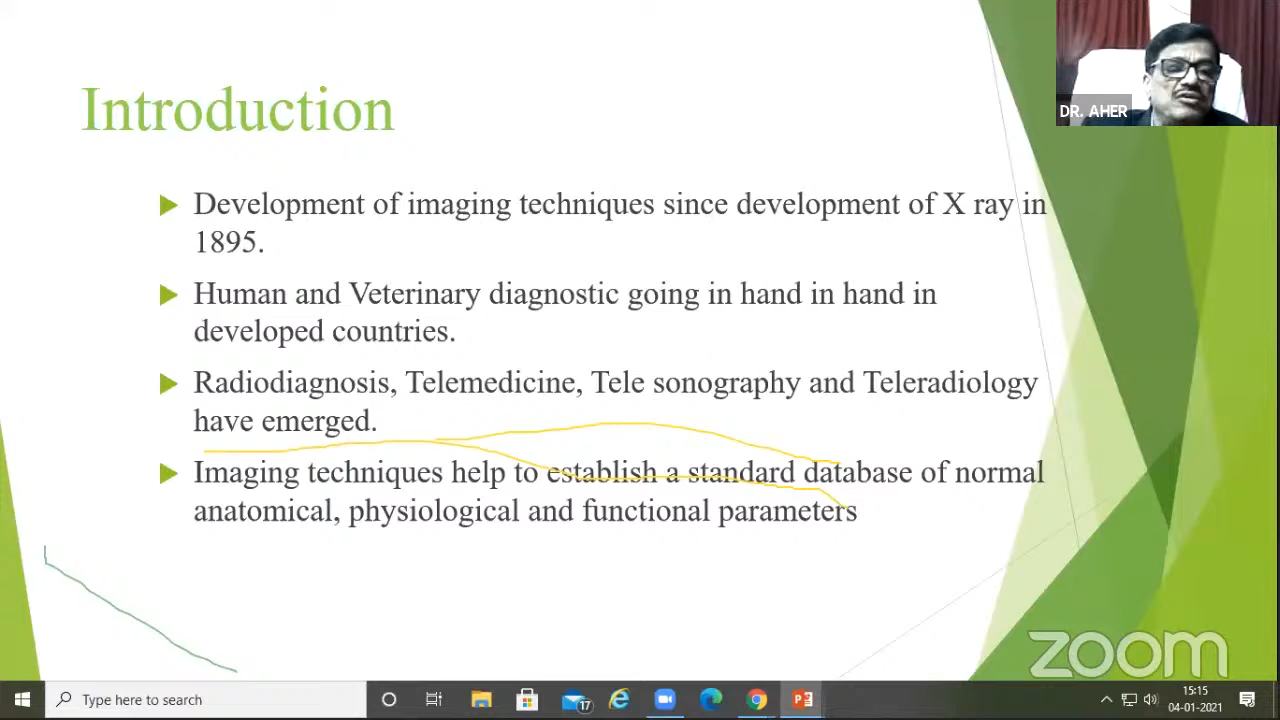 Introduction
DR. AHER
Development of imaging techniques since development of X ray in
1895.
Human and Veterinary diagnostic going in hand in hand in
developed countries.
Radiodiagnosis, Telemedicine, Tele sonography and Teleradiology
have emerged.
Imaging techniques help to establish a standard database of normal
anatomical, physiological and functional parameters
zoom
Type here to search
17
15:15
04-01-2021